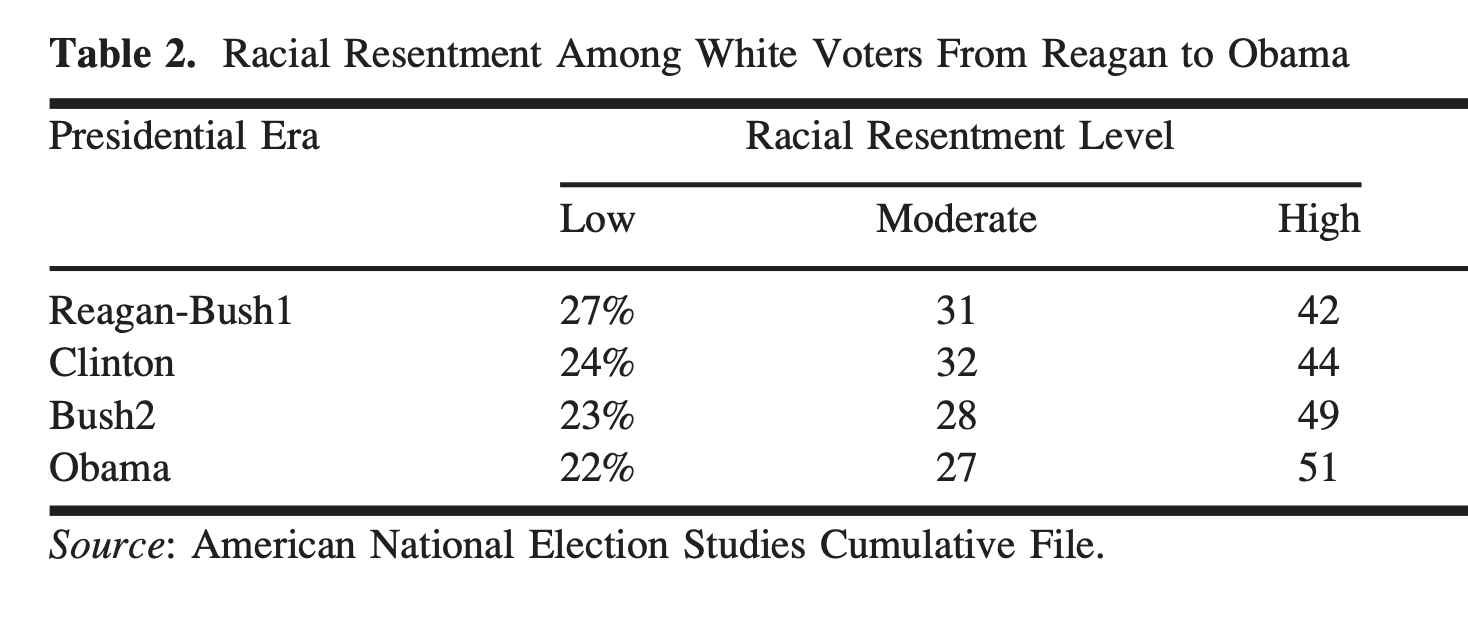 Table 2. Racial Resentment Among White Voters From Reagan to Obama
Presidential Era Racial Resentment Level
Low Moderate High
Reagan-Bush1 27% 31 42
Clinton 24% 32 44
Bush2 23% 28 49
Obama 22% 27 51
Source: American National Election Studies Cumulative File.